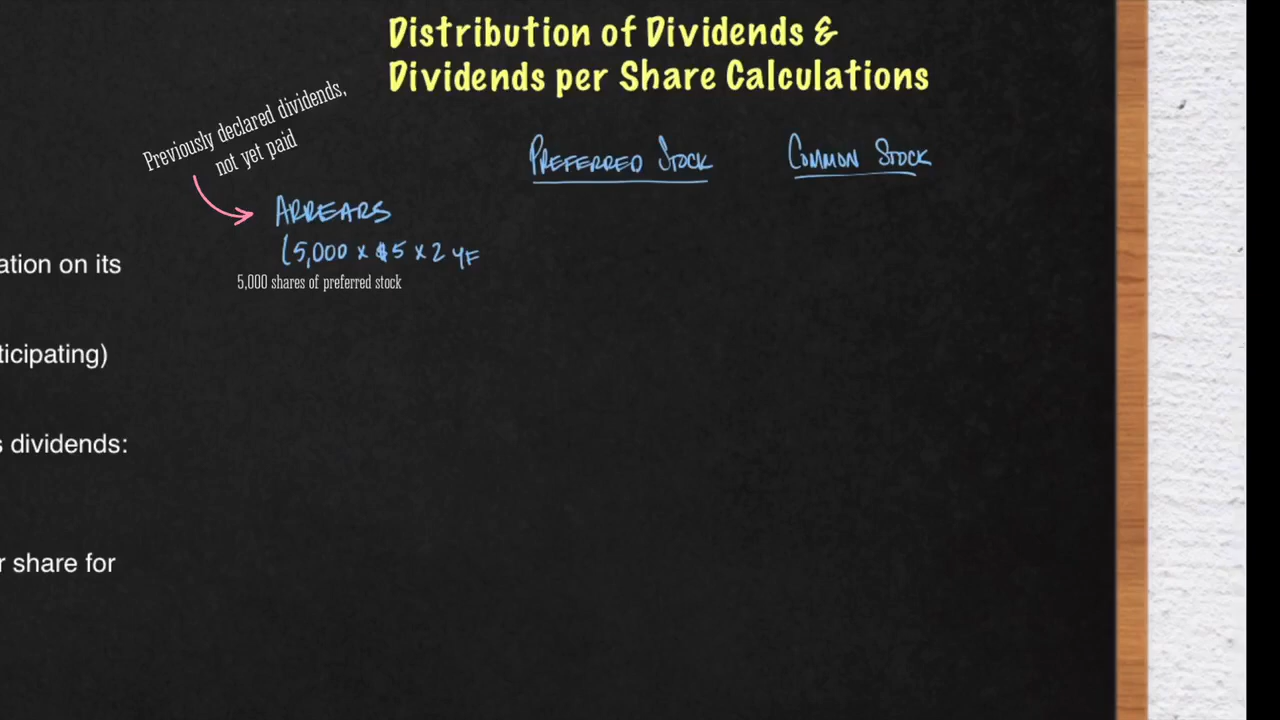 Distribution of Dividends &
Dividends per Share Calculations
Previously declared dividends,
not yet paid
PREFERRED STOCK COMMON STOCK
ARREARS
(5,000 x $5 x 2 YF
5,000 shares of preferred stock
ation on its
ticipating)
s dividends:
r share for